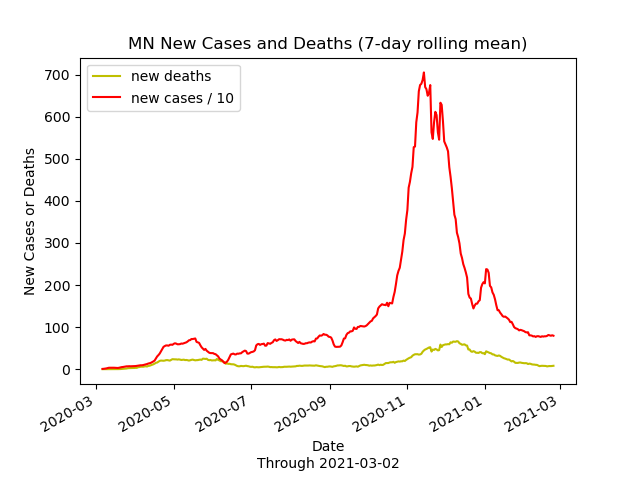 MN New Cases and Deaths (7-day rolling mean)
new deaths
new cases / 10
700
600
500
400
300
200
100
0
New Cases or Deaths
2020-03
2020-05
2020-07
2020-09
2020-11
2021-01
2021-03
Date
Through 2021-03-02